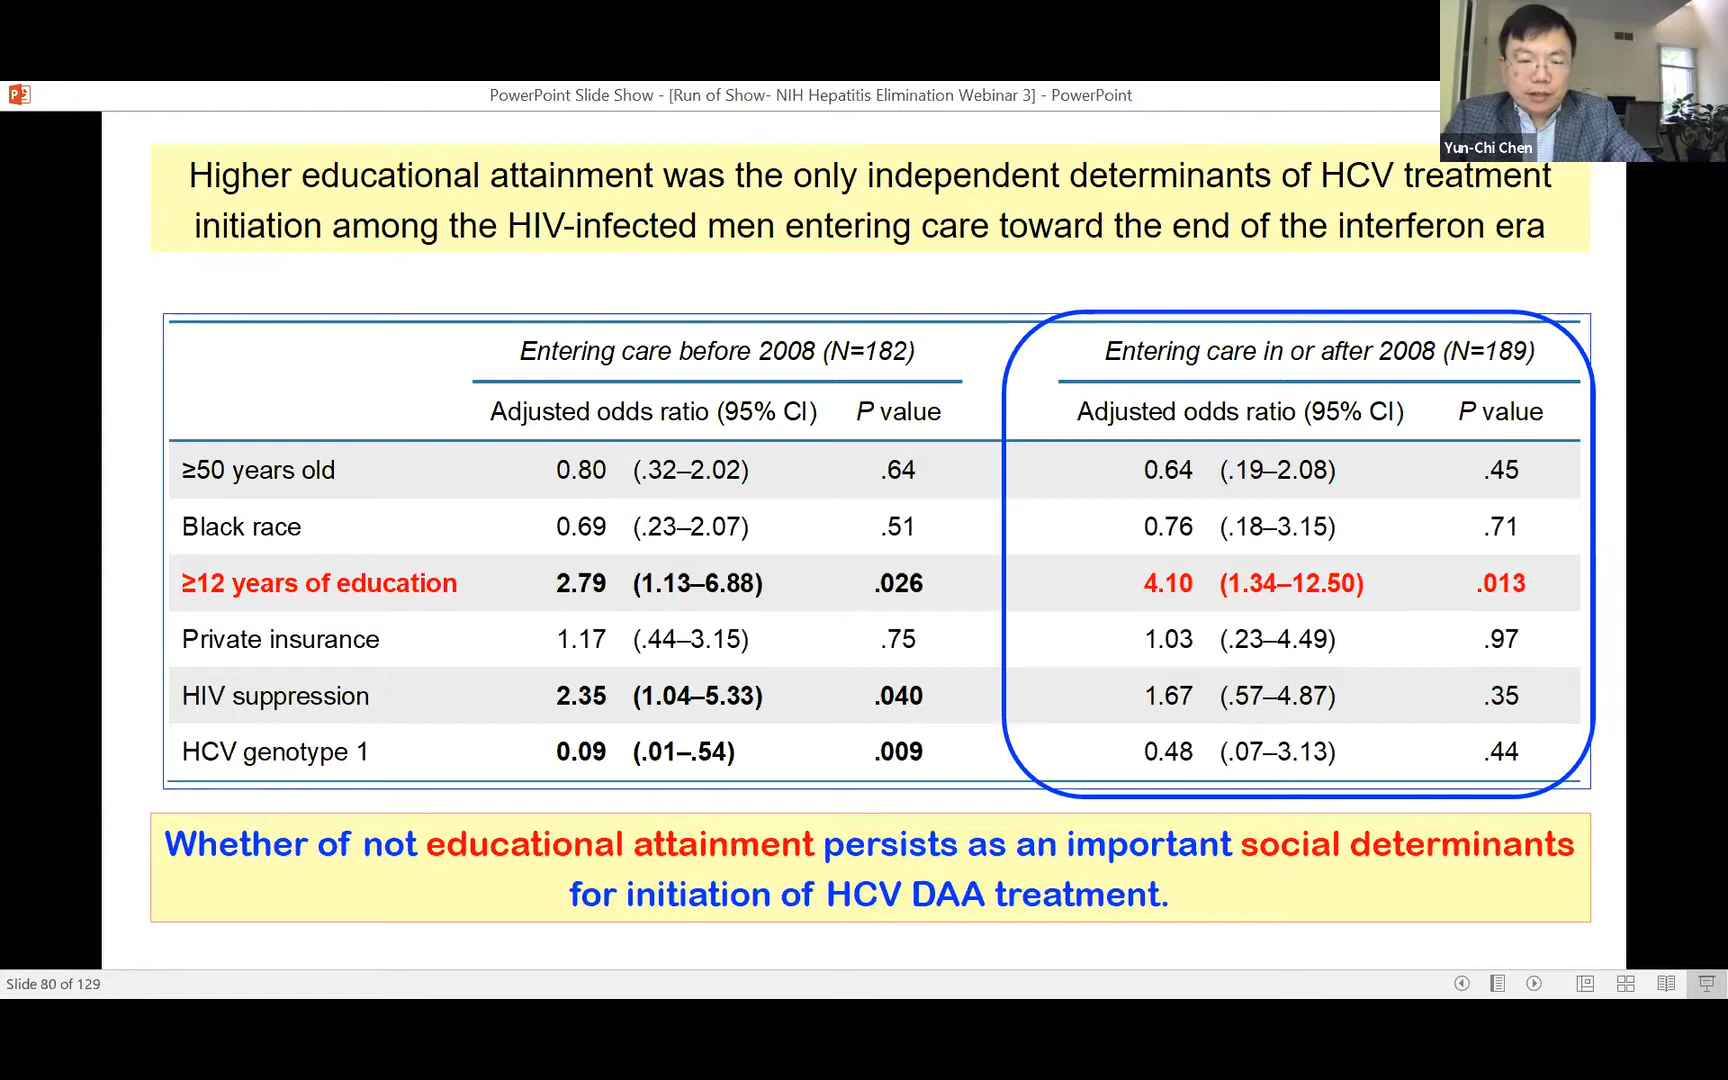 PowerPoint Slide Show - [Run of Show- NIH Hepatitis Elimination Webinar 3] - PowerPoint
Yun-Chi Chen
Higher educational attainment was the only independent determinants of HCV treatment
initiation among the HIV-infected men entering care toward the end of the interferon era
Entering care before 2008 (N=182) Entering care in or after 2008 (N=189)
Adjusted odds ratio (95% CI) P value Adjusted odds ratio (95% CI) P value
≥50 years old 0.80 (.32–2.02) .64 0.64 (.19–2.08) .45
Black race 0.69 (.23–2.07) .51 0.76 (.18–3.15) .71
≥12 years of education 2.79 (1.13–6.88) .026 4.10 (1.34–12.50) .013
Private insurance 1.17 (.44–3.15) .75 1.03 (.23–4.49) .97
HIV suppression 2.35 (1.04–5.33) .040 1.67 (.57–4.87) .35
HCV genotype 1 0.09 (.01–.54) .009 0.48 (.07–3.13) .44
Whether of not educational attainment persists as an important social determinants
for initiation of HCV DAA treatment.
Slide 80 of 129